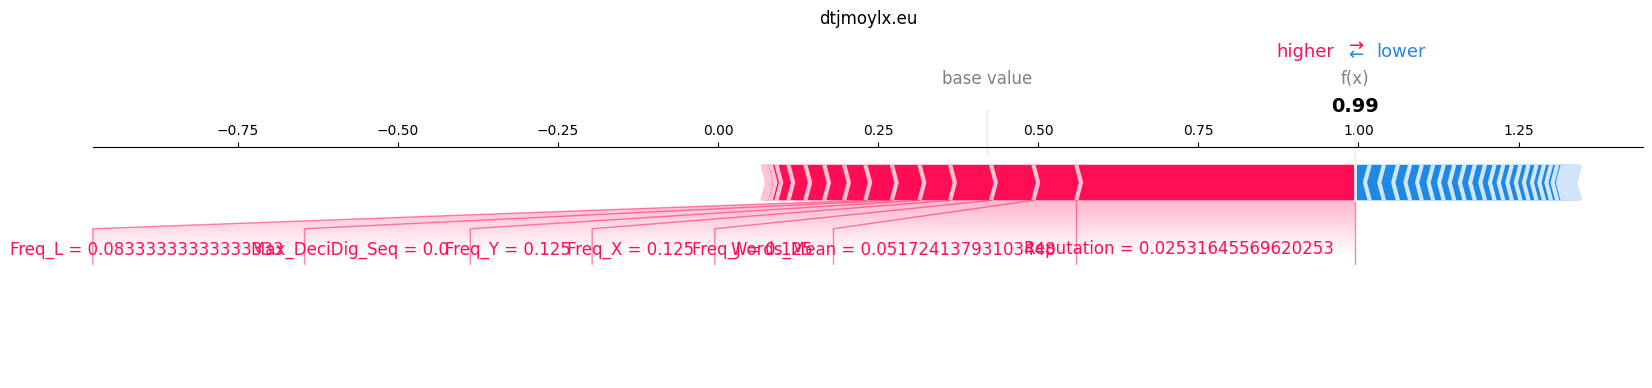 dtjmoylx.eu
higher → ← lower
base value f(x)
0.99
−0.75 −0.50 −0.25 0.00 0.25 0.50 0.75 1.00 1.25
Freq_L = 0.08333333333333333 Max_DeciDig_Seq = 0.0 Freq_Y = 0.125 Freq_X = 0.125 Freq_J = 0.125 Words_Mean = 0.05172413793103448 Reputation = 0.02531645569620253